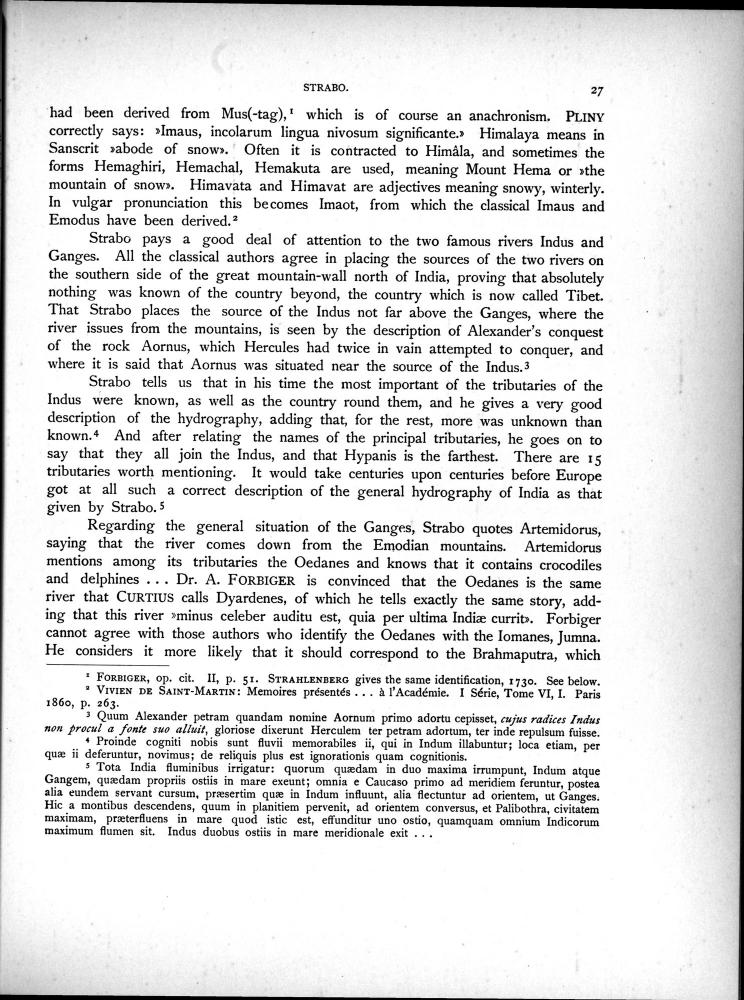 STRABO.
27
had been derived from Mus(-tag),¹ which is of course an anachronism. PLINY
correctly says: »Imaus, incolarum lingua nivosum significante.» Himalaya means in
Sanscrit »abode of snow». Often it is contracted to Himâla, and sometimes the
forms Hemaghiri, Hemachal, Hemakuta are used, meaning Mount Hema or »the
mountain of snow». Himavata and Himavat are adjectives meaning snowy, winterly.
In vulgar pronunciation this becomes Imaot, from which the classical Imaus and
Emodus have been derived.²
Strabo pays a good deal of attention to the two famous rivers Indus and
Ganges. All the classical authors agree in placing the sources of the two rivers on
the southern side of the great mountain-wall north of India, proving that absolutely
nothing was known of the country beyond, the country which is now called Tibet.
That Strabo places the source of the Indus not far above the Ganges, where the
river issues from the mountains, is seen by the description of Alexander's conquest
of the rock Aornus, which Hercules had twice in vain attempted to conquer, and
where it is said that Aornus was situated near the source of the Indus.³
Strabo tells us that in his time the most important of the tributaries of the
Indus were known, as well as the country round them, and he gives a very good
description of the hydrography, adding that, for the rest, more was unknown than
known.⁴ And after relating the names of the principal tributaries, he goes on to
say that they all join the Indus, and that Hypanis is the farthest. There are 15
tributaries worth mentioning. It would take centuries upon centuries before Europe
got at all such a correct description of the general hydrography of India as that
given by Strabo.⁵
Regarding the general situation of the Ganges, Strabo quotes Artemidorus,
saying that the river comes down from the Emodian mountains. Artemidorus
mentions among its tributaries the Oedanes and knows that it contains crocodiles
and delphines . . . Dr. A. FORBIGER is convinced that the Oedanes is the same
river that CURTIUS calls Dyardenes, of which he tells exactly the same story, add-
ing that this river »minus celeber auditu est, quia per ultima Indiæ currit». Forbiger
cannot agree with those authors who identify the Oedanes with the Iomanes, Jumna.
He considers it more likely that it should correspond to the Brahmaputra, which
¹ FORBIGER, op. cit. II, p. 51. STRAHLENBERG gives the same identification, 1730. See below.
² VIVIEN DE SAINT-MARTIN: Memoires présentés . . . à l'Académie. I Série, Tome VI, I. Paris
1860, p. 263.
³ Quum Alexander petram quandam nomine Aornum primo adortu cepisset, cujus radices Indus
non procul a fonte suo alluit, gloriose dixerunt Herculem ter petram adortum, ter inde repulsum fuisse.
⁴ Proinde cogniti nobis sunt fluvii memorabiles ii, qui in Indum illabuntur; loca etiam, per
quæ ii deferuntur, novimus; de reliquis plus est ignorationis quam cognitionis.
⁵ Tota India fluminibus irrigatur: quorum quædam in duo maxima irrumpunt, Indum atque
Gangem, quædam propriis ostiis in mare exeunt; omnia e Caucaso primo ad meridiem feruntur, postea
alia eundem servant cursum, præsertim quæ in Indum influunt, alia flectuntur ad orientem, ut Ganges.
Hic a montibus descendens, quum in planitiem pervenit, ad orientem conversus, et Palibothra, civitatem
maximam, præterfluens in mare quod istic est, effunditur uno ostio, quamquam omnium Indicorum
maximum flumen sit. Indus duobus ostiis in mare meridionale exit . . .